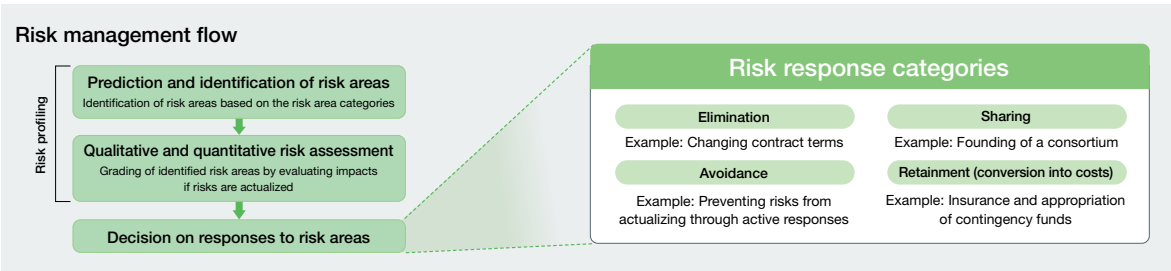 Risk management flow
Risk profiling
Prediction and identification of risk areas
Identification of risk areas based on the risk area categories
Qualitative and quantitative risk assessment
Grading of identified risk areas by evaluating impacts
if risks are actualized
Decision on responses to risk areas
Risk response categories
Elimination
Example: Changing contract terms
Sharing
Example: Founding of a consortium
Avoidance
Example: Preventing risks from
actualizing through active responses
Retainment (conversion into costs)
Example: Insurance and appropriation
of contingency funds